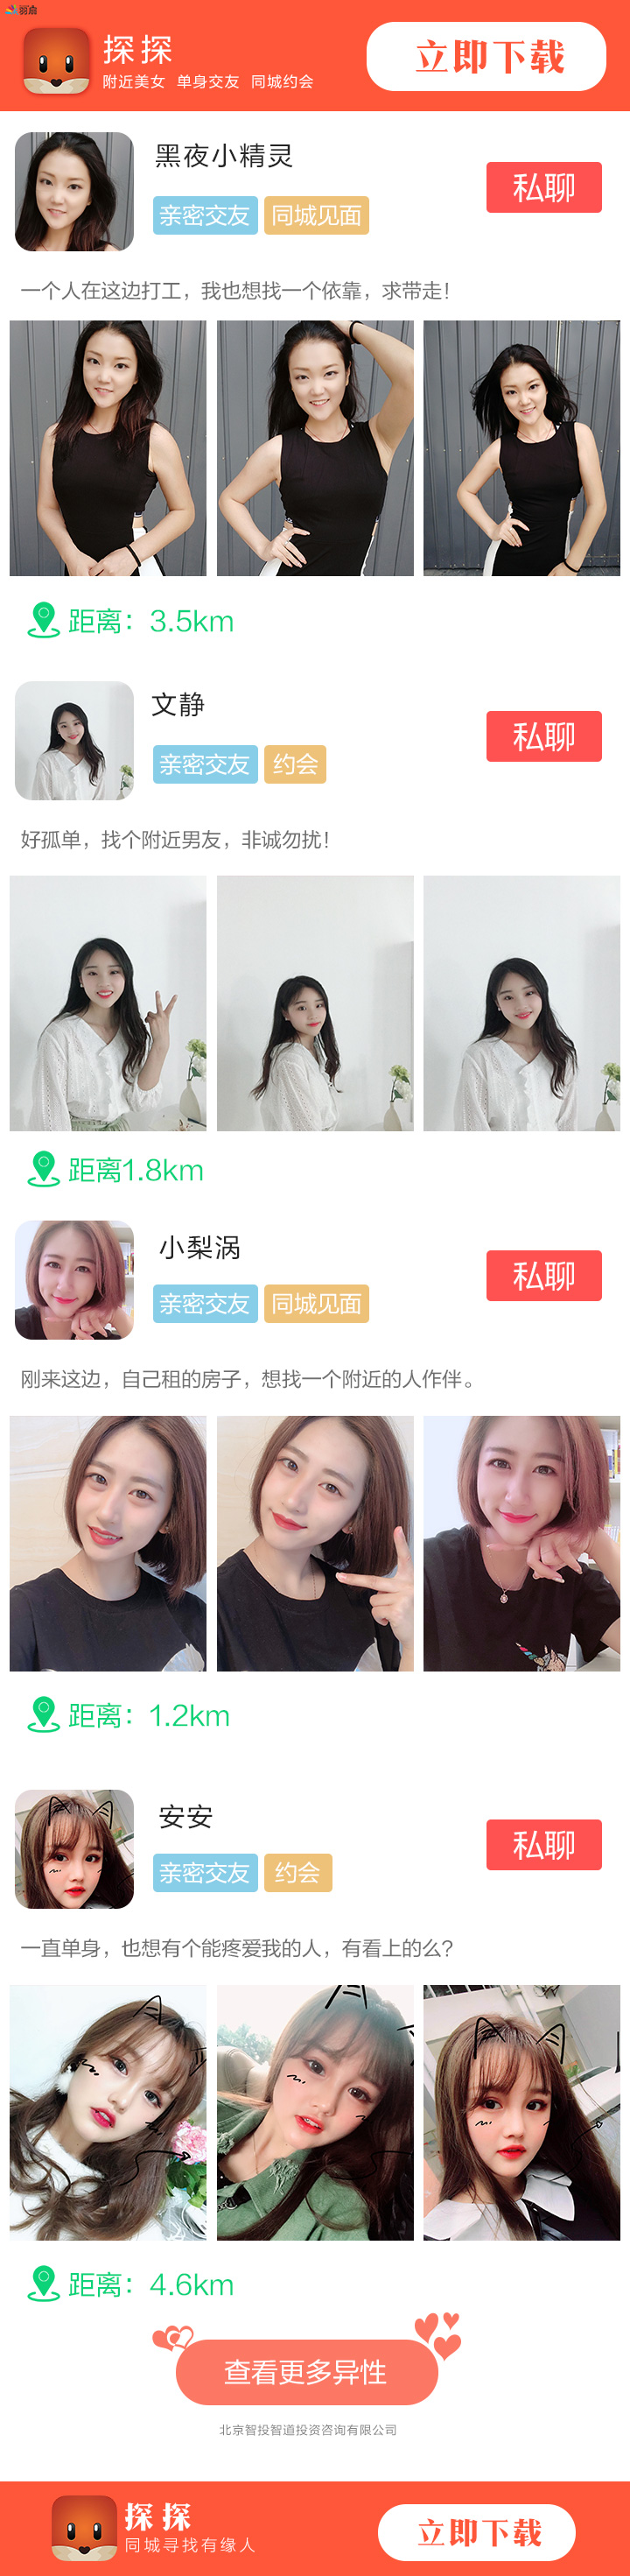 羽俞
探探
附近美女 单身交友 同城约会
立即下载
黑夜小精灵
亲密交友 同城见面
私聊
一个人在这边打工，我也想找一个依靠，求带走！
距离：3.5km
文静
亲密交友 约会
私聊
好孤单，找个附近男友，非诚勿扰！
距离1.8km
小梨涡
亲密交友 同城见面
私聊
刚来这边，自己租的房子，想找一个附近的人作伴。
距离：1.2km
安安
亲密交友 约会
私聊
一直单身，也想有个能疼爱我的人，有看上的么？
距离：4.6km
查看更多异性
北京智投智道投资咨询有限公司
探探
同城寻找有缘人
立即下载